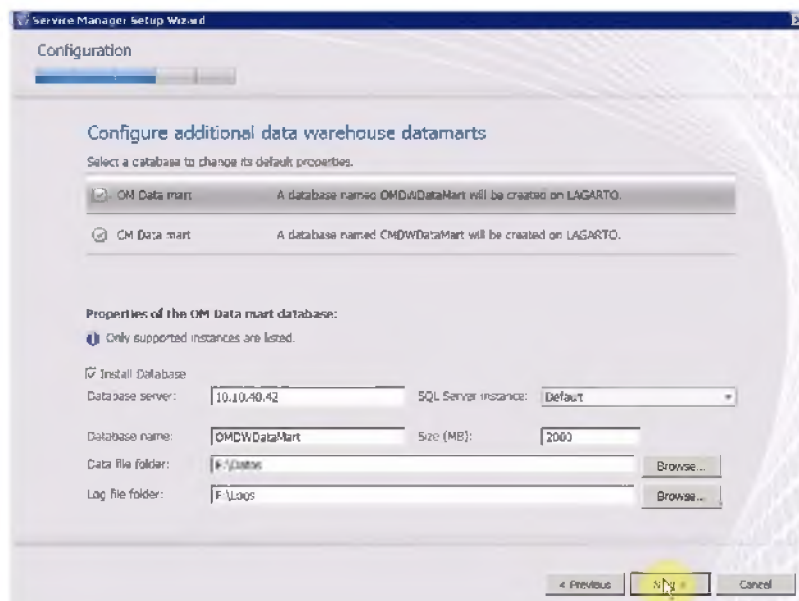 Service Manager Setup Wizard
Configuration
Configure additional data warehouse datamarts
Select a database to change its default properties.
OM Data mart A database named OMDWDataMart will be created on LAGARTO.
CM Data mart A database named CMDWDataMart will be created on LAGARTO.
Properties of the OM Data mart database:
Only supported instances are listed.
Install Database
Database server: 10.10.40.42 SQL Server instance: Default
Database name: OMDWDataMart Size (MB): 2000
Data file folder: F:\Datos Browse...
Log file folder: F:\Logs Browse...
< Previous Next > Cancel